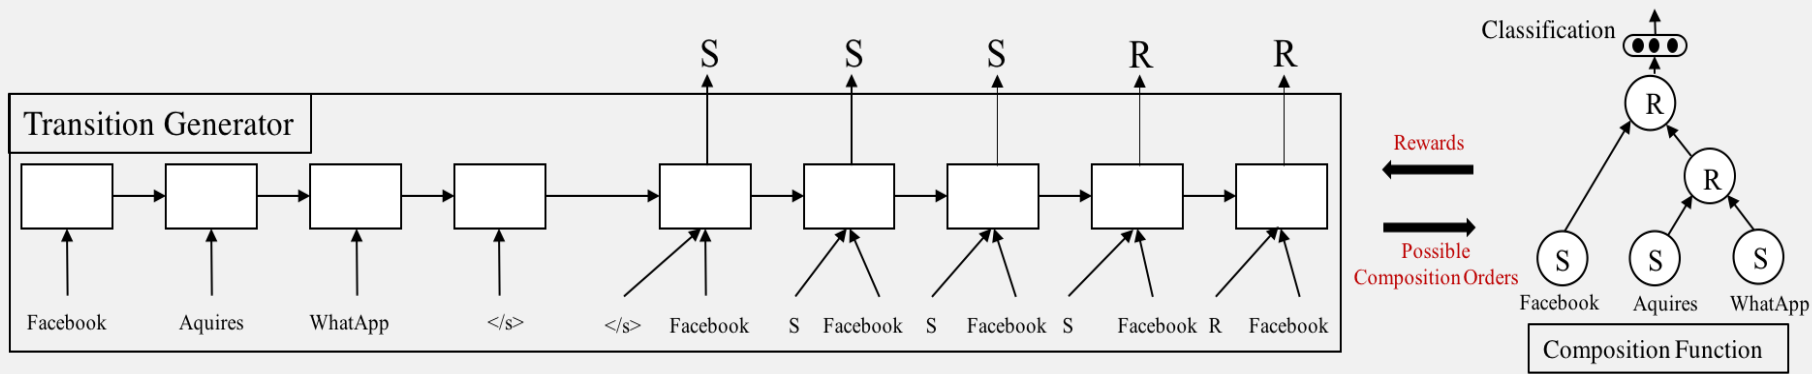 S S S R R
Transition Generator
Facebook Aquires WhatApp </s> </s> Facebook S Facebook S Facebook S Facebook R Facebook
Rewards
Possible
Composition Orders
Classification
R
R
S S S
Facebook Aquires WhatApp
Composition Function